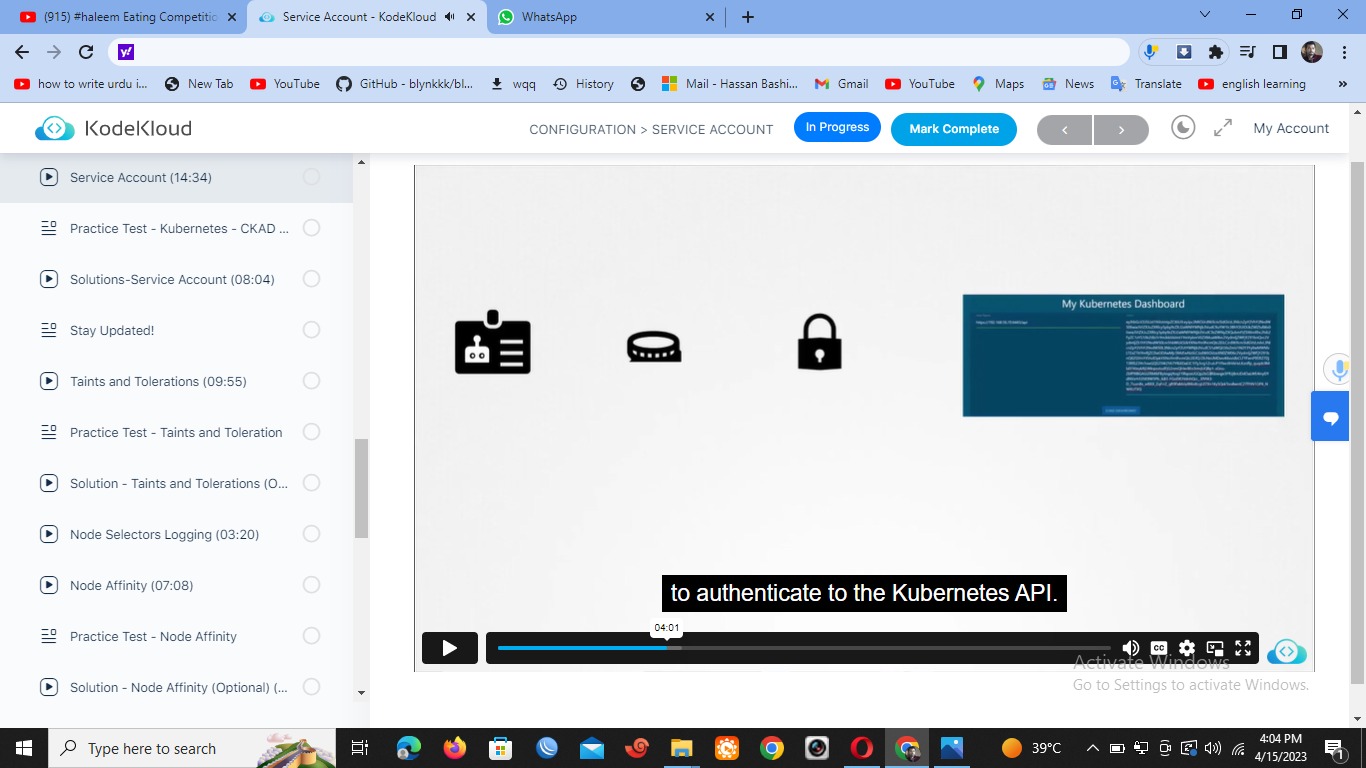 (915) #haleem Eating Competitio
Service Account - KodeKloud
WhatsApp
y!
how to write urdu i...
New Tab
YouTube
GitHub - blynkkk/bl...
wqq
History
Mail - Hassan Bashi...
Gmail
YouTube
Maps
News
Translate
english learning
»
KodeKloud
CONFIGURATION > SERVICE ACCOUNT
In Progress
Mark Complete
My Account
Service Account (14:34)
Practice Test - Kubernetes - CKAD ...
Solutions-Service Account (08:04)
Stay Updated!
Taints and Tolerations (09:55)
Practice Test - Taints and Toleration
Solution - Taints and Tolerations (O...
Node Selectors Logging (03:20)
Node Affinity (07:08)
Practice Test - Node Affinity
Solution - Node Affinity (Optional) (...
My Kubernetes Dashboard
to authenticate to the Kubernetes API.
04:01
CC
Activate Windows
Go to Settings to activate Windows.
Type here to search
39°C
4:04 PM
4/15/2023
1